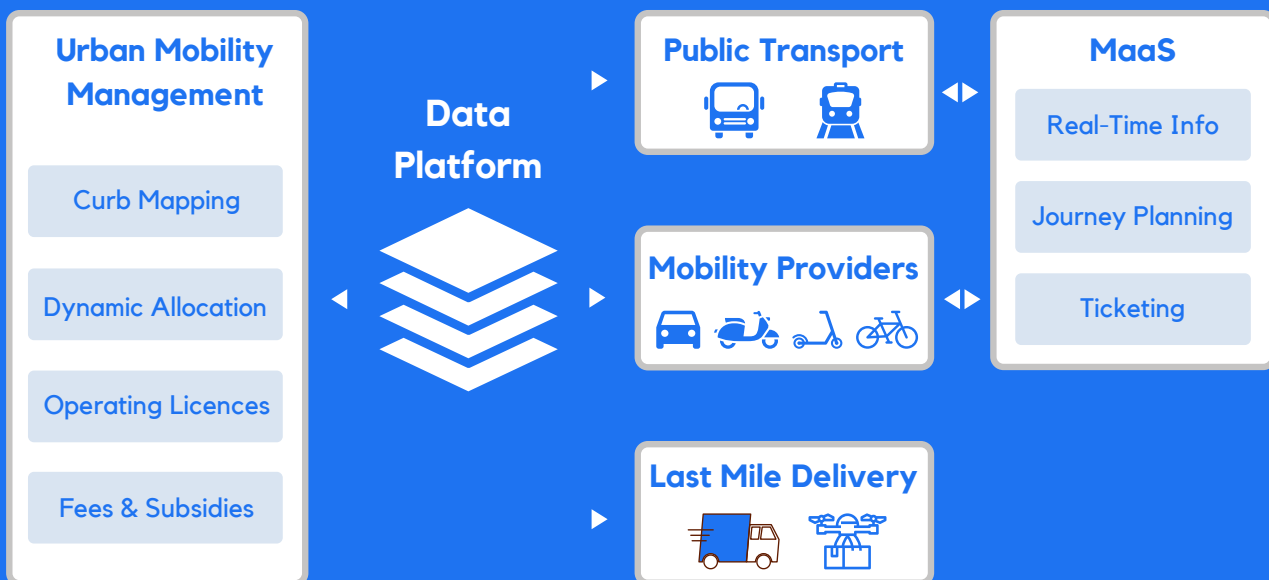 Urban Mobility
Management
Curb Mapping
Dynamic Allocation
Operating Licences
Fees & Subsidies
Data
Platform
Public Transport
Mobility Providers
Last Mile Delivery
MaaS
Real-Time Info
Journey Planning
Ticketing